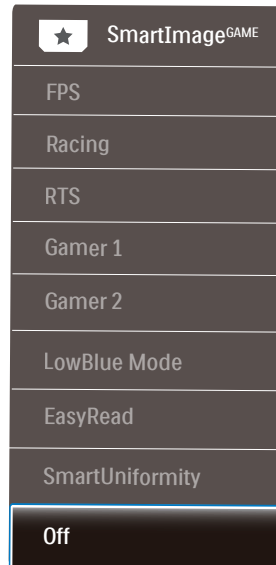 SmartImageGAME
FPS
Racing
RTS
Gamer 1
Gamer 2
LowBlue Mode
EasyRead
SmartUniformity
Off